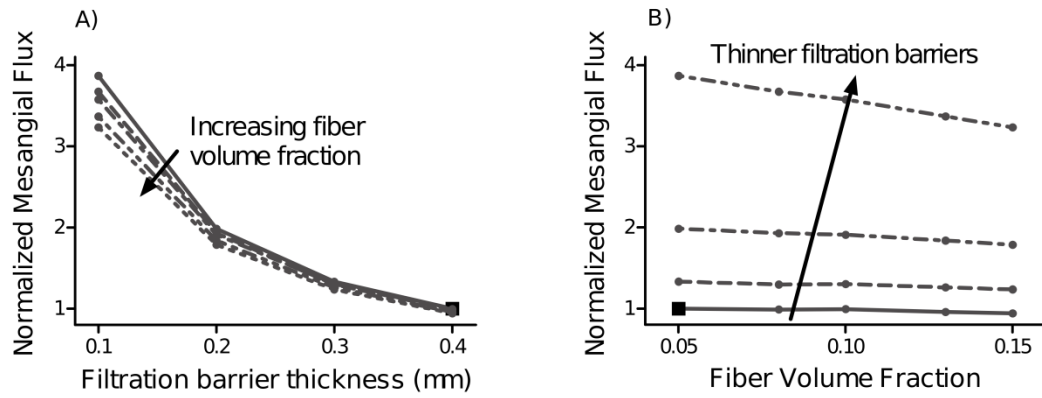 A)
Normalized Mesangial Flux
4
3
2
1
Increasing fiber
volume fraction
0.1
0.2
0.3
0.4
Filtration barrier thickness (mm)
B)
Normalized Mesangial Flux
4
3
2
1
Thinner filtration barriers
0.05
0.10
0.15
Fiber Volume Fraction